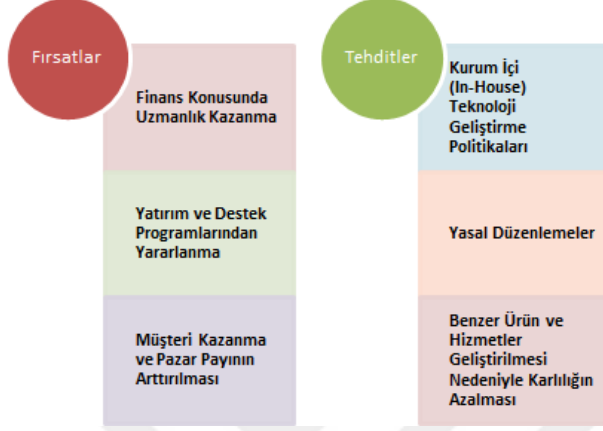 Fırsatlar
Finans Konusunda
Uzmanlık Kazanma
Yatırım ve Destek
Programlarından
Yararlanma
Müşteri Kazanma
ve Pazar Payının
Arttırılması
Tehditler
Kurum İçi
(In-House)
Teknoloji
Geliştirme
Politikaları
Yasal Düzenlemeler
Benzer Ürün ve
Hizmetler
Geliştirilmesi
Nedeniyle Karlılığın
Azalması